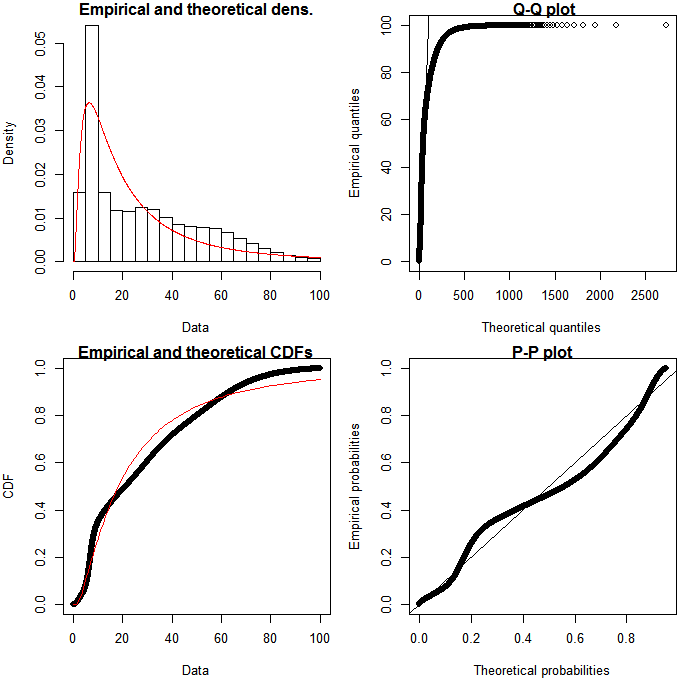 Empirical and theoretical dens.
Density
0.00 0.01 0.02 0.03 0.04 0.05
0 20 40 60 80 100
Data
Q-Q plot
Empirical quantiles
0 20 40 60 80 100
0 500 1000 1500 2000 2500
Theoretical quantiles
Empirical and theoretical CDFs
CDF
0.0 0.2 0.4 0.6 0.8 1.0
0 20 40 60 80 100
Data
P-P plot
Empirical probabilities
0.0 0.2 0.4 0.6 0.8 1.0
0.0 0.2 0.4 0.6 0.8
Theoretical probabilities